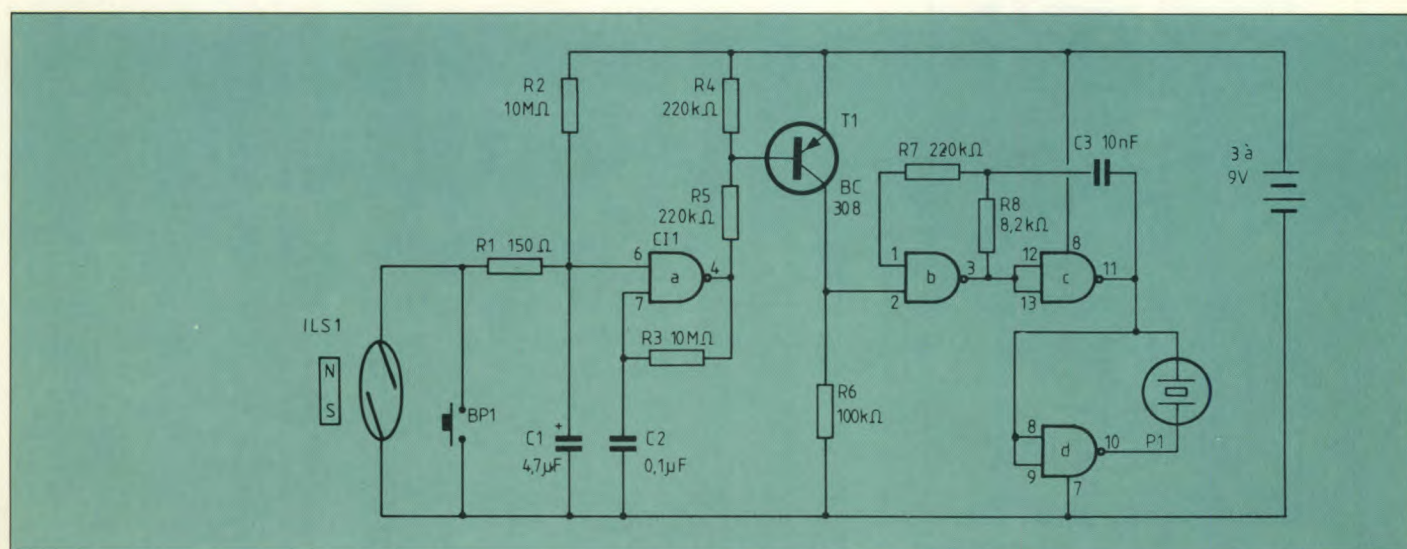 R2
10MΩ
R4
220kΩ
T1
BC
308
R5
220kΩ
CI1
R1 150Ω
6
7
a
4
R3 10MΩ
ILS1
N
S
BP1
C1
+
4,7µF
C2
0,1µF
R6
100kΩ
R7 220kΩ
C3 10nF
R8
8,2kΩ
1
2
b
3
12
13
c
8
11
8
9
d
10
7
P1
3 à
9V